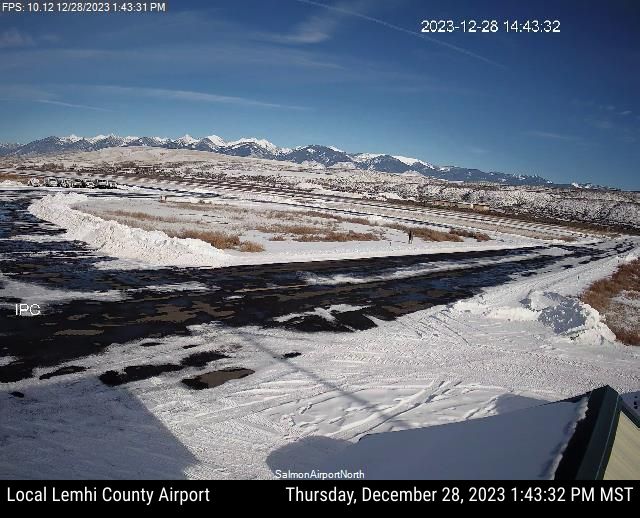 FPS: 10.12 12/28/2023 1:43:31 PM
2023-12-28 14:43:32
IPC
SalmonAirportNorth
Local Lemhi County Airport Thursday, December 28, 2023 1:43:32 PM MST